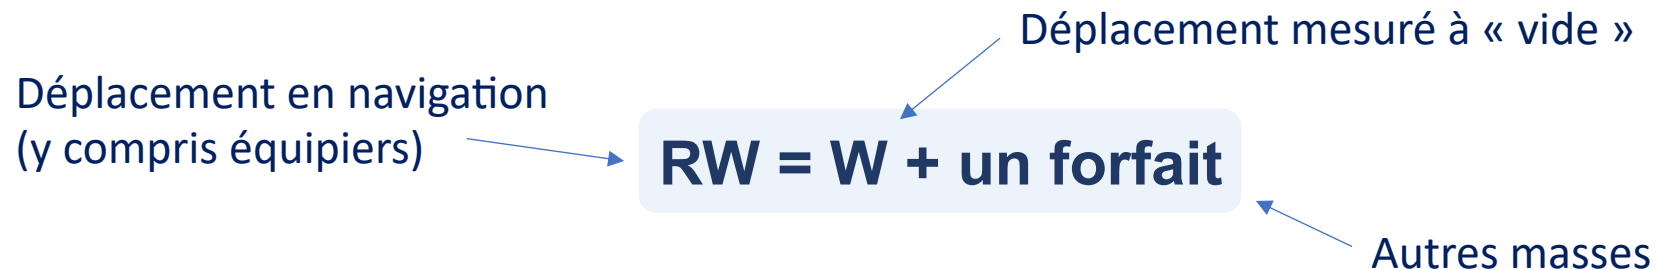 Déplacement mesuré à « vide »
Déplacement en navigation
(y compris équipiers)
RW = W + un forfait
Autres masses